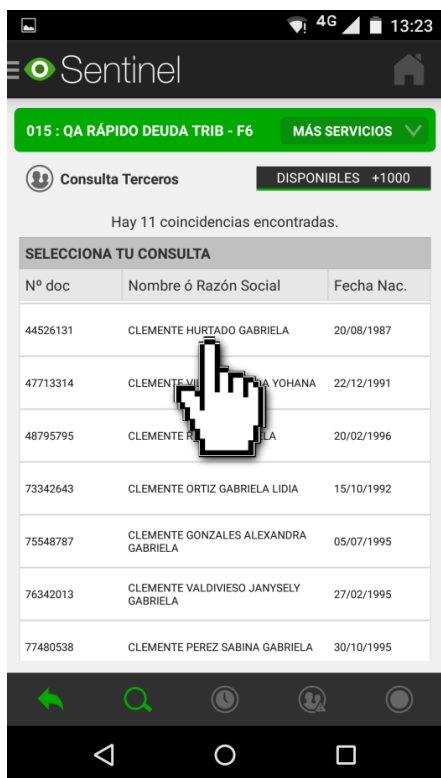 4G 13:23
Sentinel
015 : QA RÁPIDO DEUDA TRIB - F6 MÁS SERVICIOS
Consulta Terceros DISPONIBLES +1000
Hay 11 coincidencias encontradas.
SELECCIONA TU CONSULTA
Nº doc Nombre ó Razón Social Fecha Nac.
44526131 CLEMENTE HURTADO GABRIELA 20/08/1987
47713314 CLEMENTE YOHANA 22/12/1991
48795795 CLEMENTE 20/02/1996
73342643 CLEMENTE ORTIZ GABRIELA LIDIA 15/10/1992
75548787 CLEMENTE GONZALES ALEXANDRA 05/07/1995
GABRIELA
76342013 CLEMENTE VALDIVIESO JANYSELY 27/02/1995
GABRIELA
77480538 CLEMENTE PEREZ SABINA GABRIELA 30/10/1995